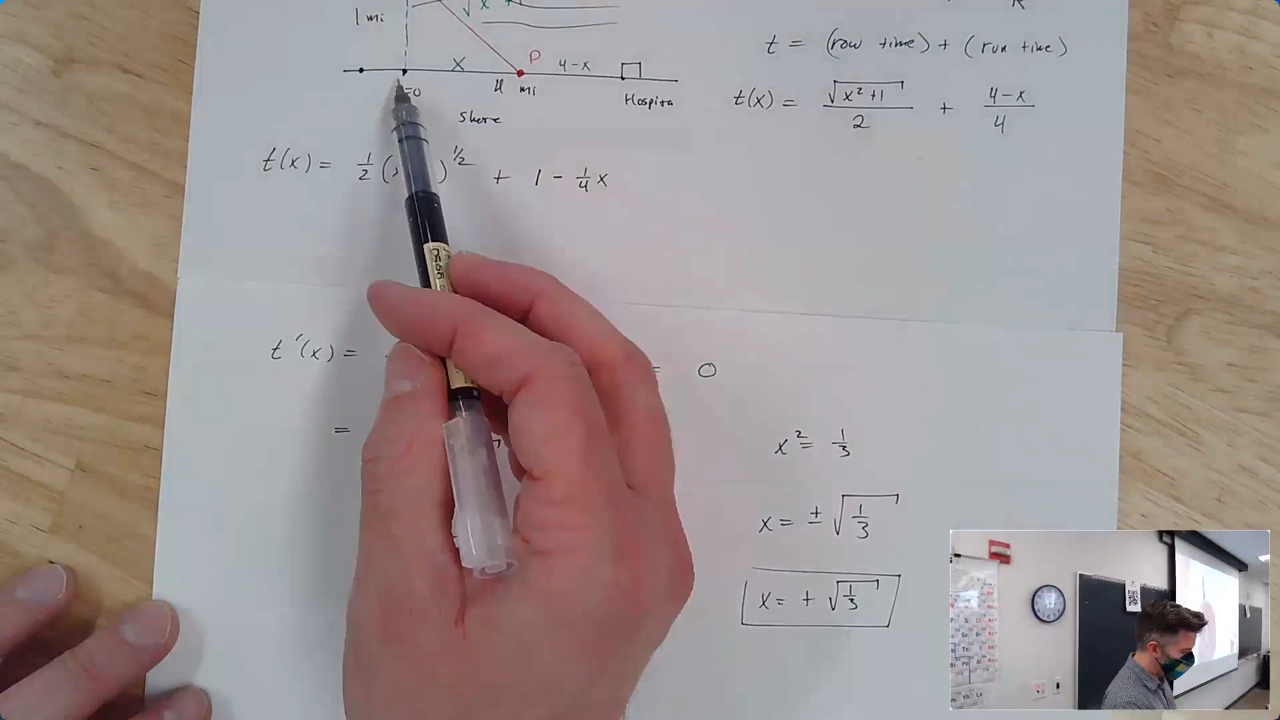 1 mi
x
P
4-x
4 mi
=0
Shore
Hospita
t = (row time) + (run time)
t(x) = √(x²+1)/2 + (4-x)/4
t(x) = 1/2 ( )^1/2 + 1 - 1/4 x
t'(x) = = 0
=
x² = 1/3
x = ± √(1/3)
x = + √(1/3)